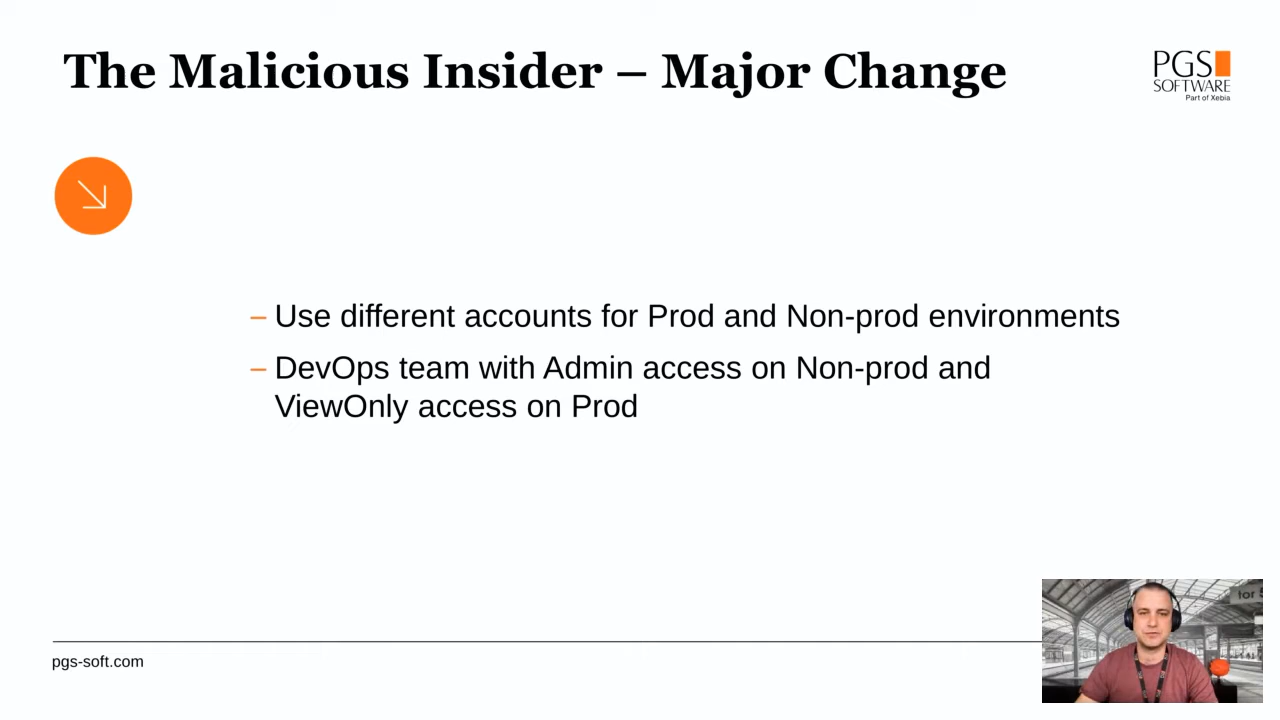 The Malicious Insider – Major Change
PGS
SOFTWARE
Part of Xebia
– Use different accounts for Prod and Non-prod environments
– DevOps team with Admin access on Non-prod and
ViewOnly access on Prod
tor
pgs-soft.com